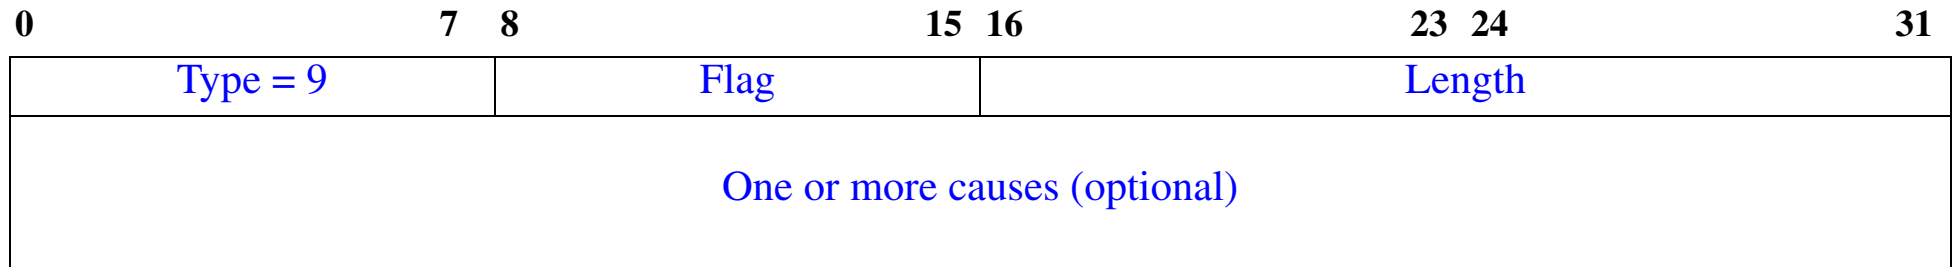 0 7 8 15 16 23 24 31
Type = 9 Flag Length
One or more causes (optional)